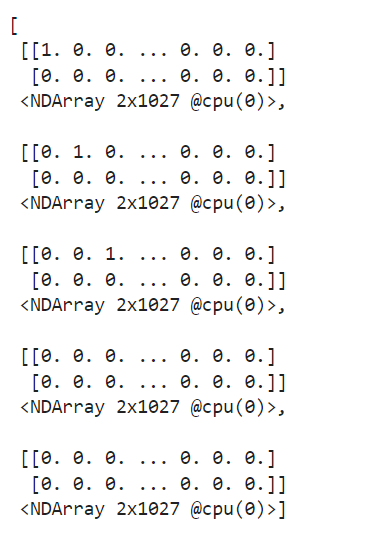 [
[[1. 0. 0. ... 0. 0. 0.]
[0. 0. 0. ... 0. 0. 0.]]
<NDArray 2x1027 @cpu(0)>,
[[0. 1. 0. ... 0. 0. 0.]
[0. 0. 0. ... 0. 0. 0.]]
<NDArray 2x1027 @cpu(0)>,
[[0. 0. 1. ... 0. 0. 0.]
[0. 0. 0. ... 0. 0. 0.]]
<NDArray 2x1027 @cpu(0)>,
[[0. 0. 0. ... 0. 0. 0.]
[0. 0. 0. ... 0. 0. 0.]]
<NDArray 2x1027 @cpu(0)>,
[[0. 0. 0. ... 0. 0. 0.]
[0. 0. 0. ... 0. 0. 0.]]
<NDArray 2x1027 @cpu(0)>]